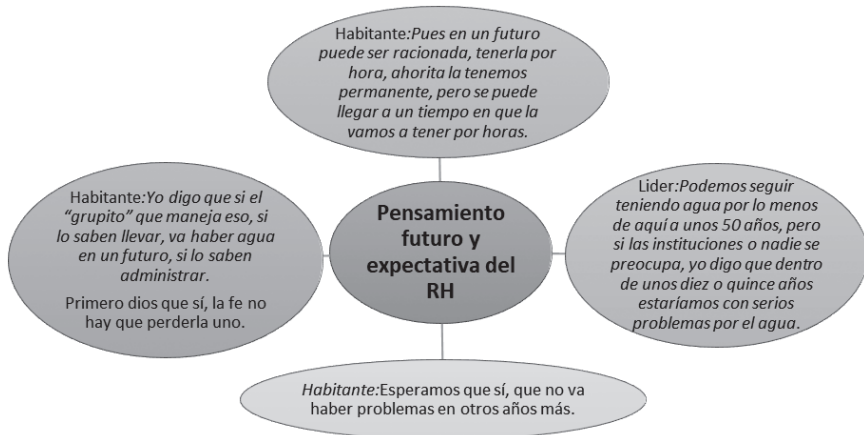 Habitante:Pues en un futuro
puede ser racionada, tenerla por
hora, ahorita la tenemos
permanente, pero se puede
llegar a un tiempo en que la
vamos a tener por horas.
Habitante:Yo digo que si el
“grupito” que maneja eso, si
lo saben llevar, va haber agua
en un futuro, si lo saben
administrar.
Primero dios que sí, la fe no
hay que perderla uno.
Pensamiento
futuro y
expectativa del
RH
Lider:Podemos seguir
teniendo agua por lo menos
de aquí a unos 50 años, pero
si las instituciones o nadie se
preocupa, yo digo que dentro
de unos diez o quince años
estaríamos con serios
problemas por el agua.
Habitante:Esperamos que sí, que no va
haber problemas en otros años más.